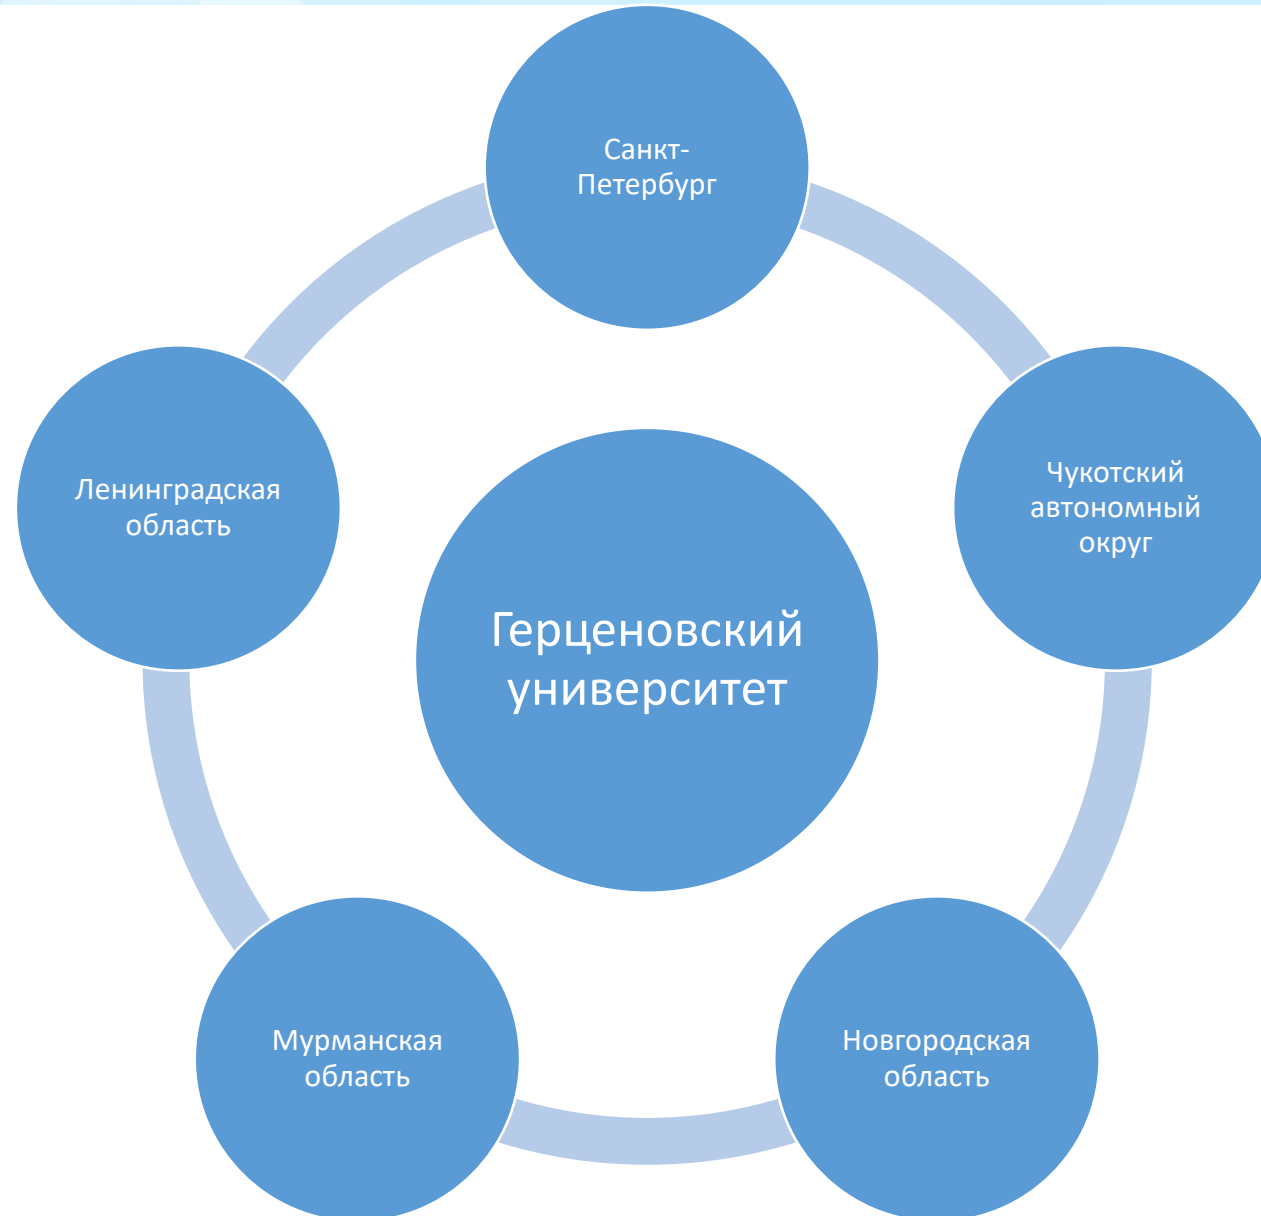 Санкт-
Петербург
Чукотский
автономный
округ
Новгородская
область
Мурманская
область
Ленинградская
область
Герценовский
университет